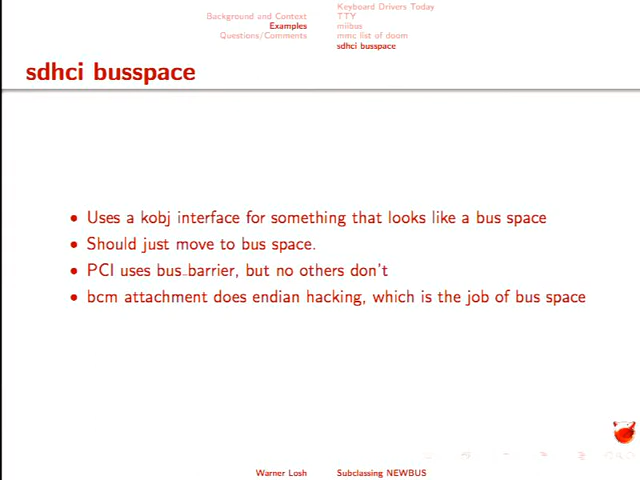 Background and Context
Examples
Questions/Comments
Keyboard Drivers Today
TTY
miibus
mmc list of doom
sdhci busspace
sdhci busspace
• Uses a kobj interface for something that looks like a bus space
• Should just move to bus space.
• PCI uses bus_barrier, but no others don't
• bcm attachment does endian hacking, which is the job of bus space
Warner Losh
Subclassing NEWBUS